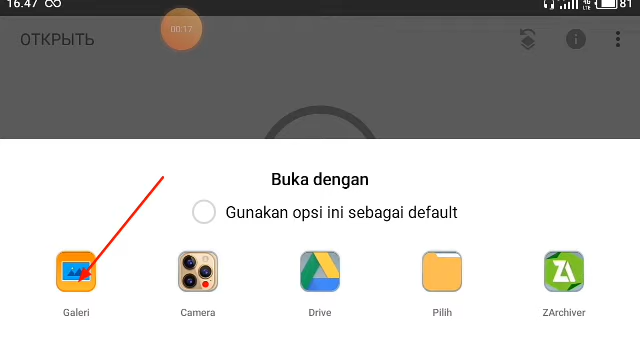 16.47
81
ОТКРЫТЬ
00:17
Buka dengan
Gunakan opsi ini sebagai default
Galeri
Camera
Drive
Pilih
ZArchiver